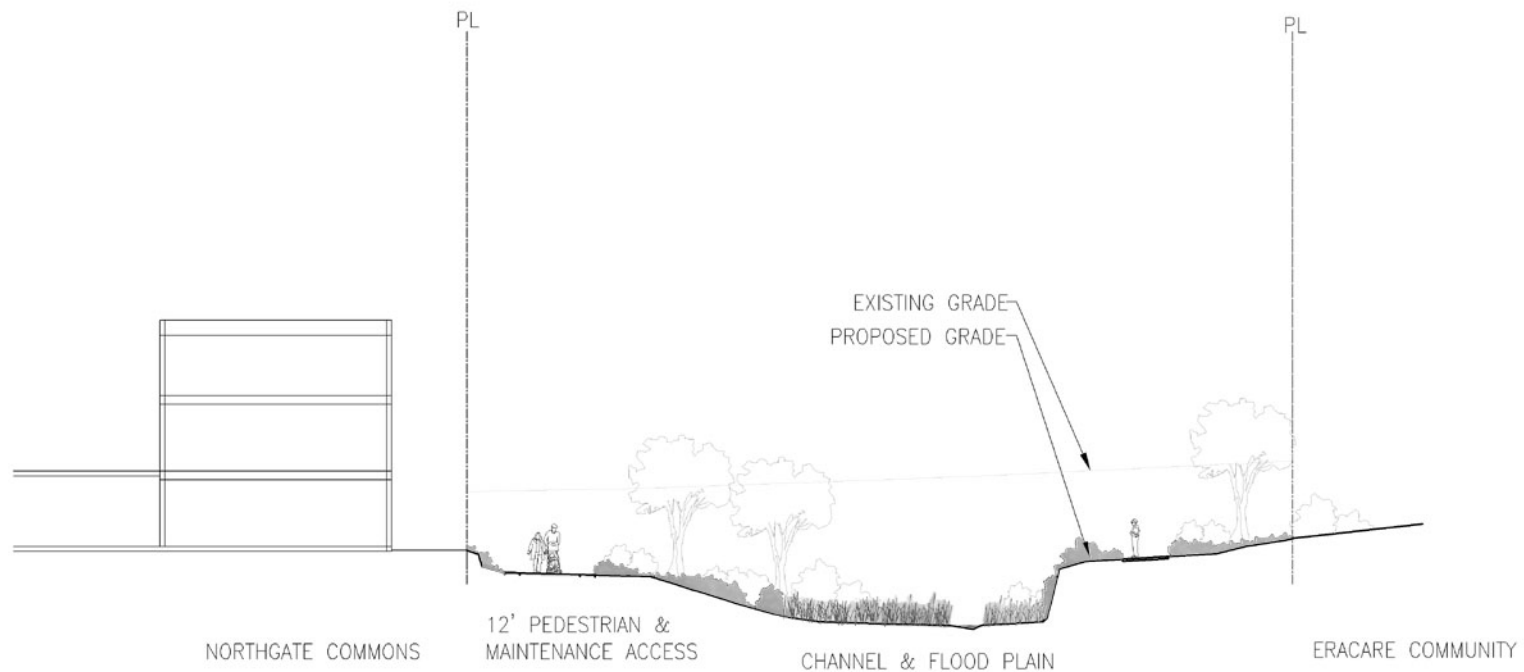 PL
PL
EXISTING GRADE
PROPOSED GRADE
NORTHGATE COMMONS
12' PEDESTRIAN &
MAINTENANCE ACCESS
CHANNEL & FLOOD PLAIN
ERACARE COMMUNITY